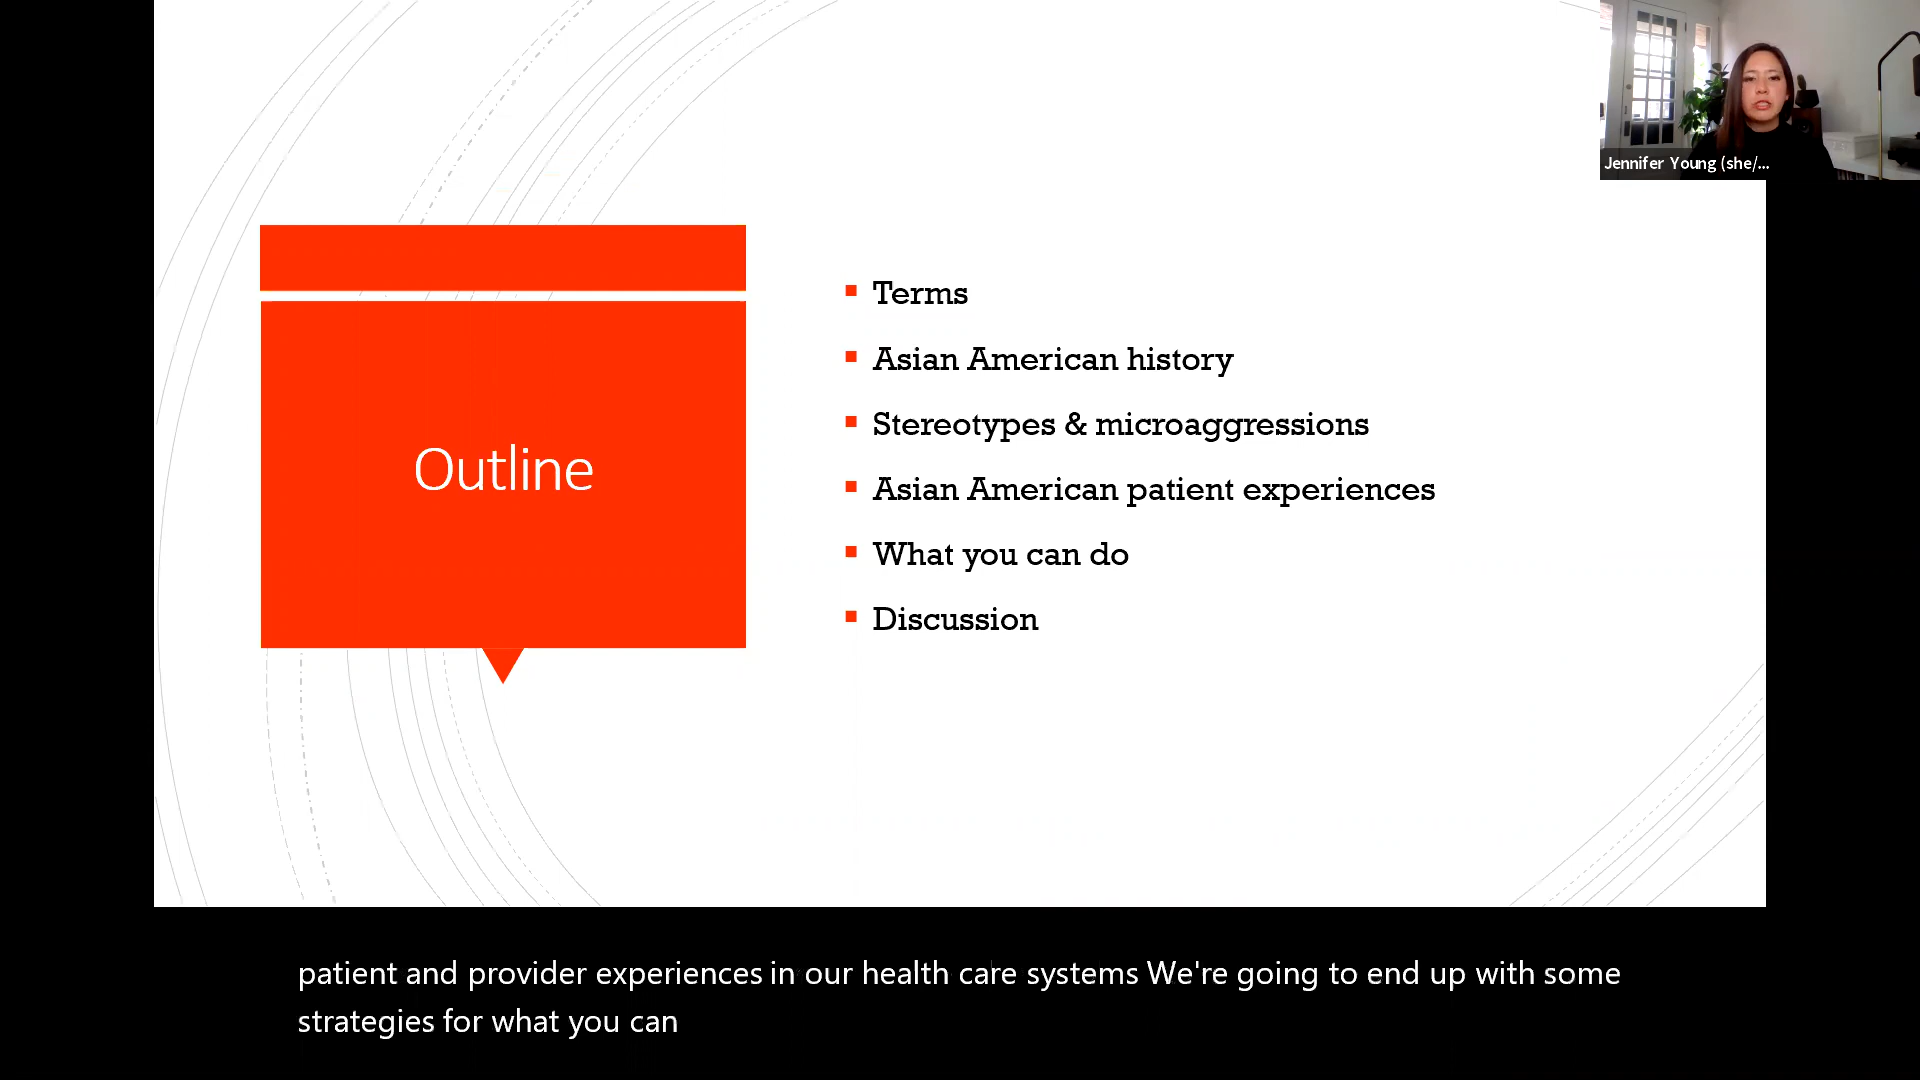 Jennifer Young (she/...
Outline
Terms
Asian American history
Stereotypes & microaggressions
Asian American patient experiences
What you can do
Discussion
patient and provider experiences in our health care systems We're going to end up with some
strategies for what you can